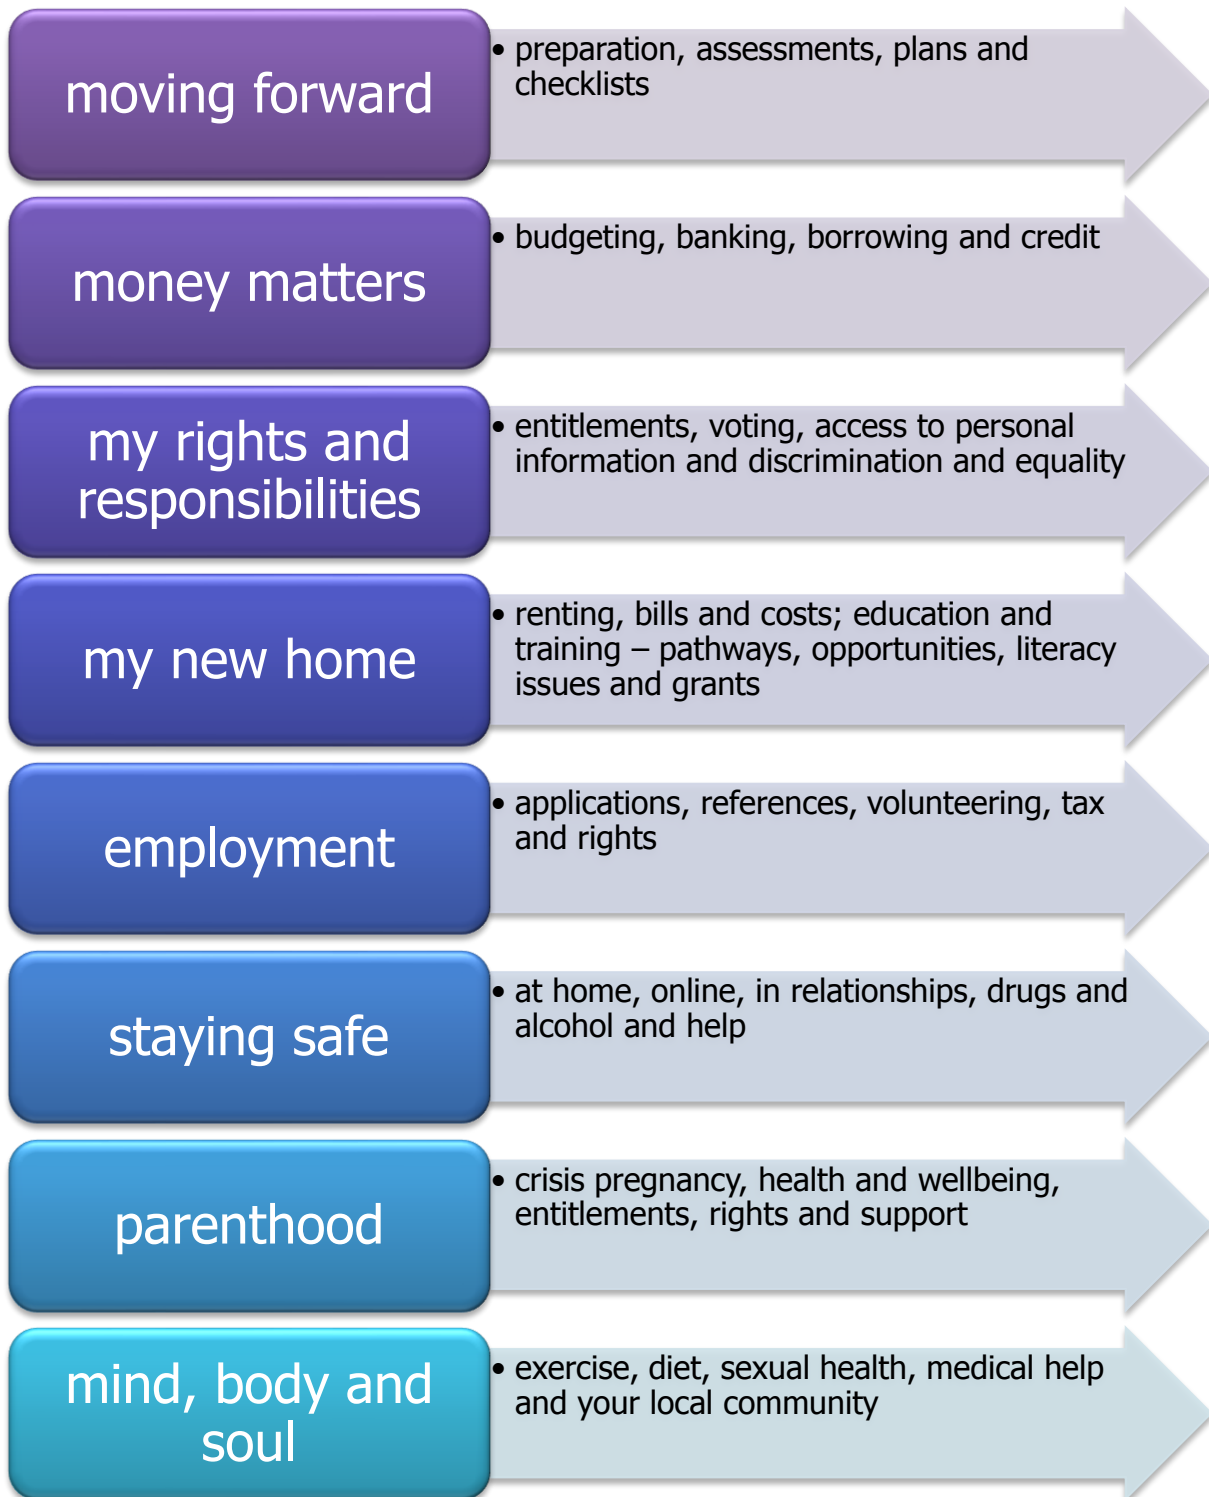 moving forward
• preparation, assessments, plans and
checklists
money matters
• budgeting, banking, borrowing and credit
my rights and
responsibilities
• entitlements, voting, access to personal
information and discrimination and equality
my new home
• renting, bills and costs; education and
training – pathways, opportunities, literacy
issues and grants
employment
• applications, references, volunteering, tax
and rights
staying safe
• at home, online, in relationships, drugs and
alcohol and help
parenthood
• crisis pregnancy, health and wellbeing,
entitlements, rights and support
mind, body and
soul
• exercise, diet, sexual health, medical help
and your local community